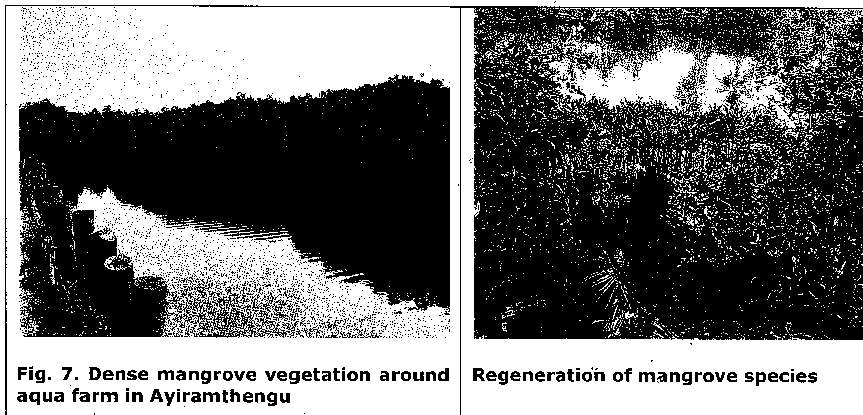 Fig. 7. Dense mangrove vegetation around
aqua farm in Ayiramthengu
Regeneration of mangrove species